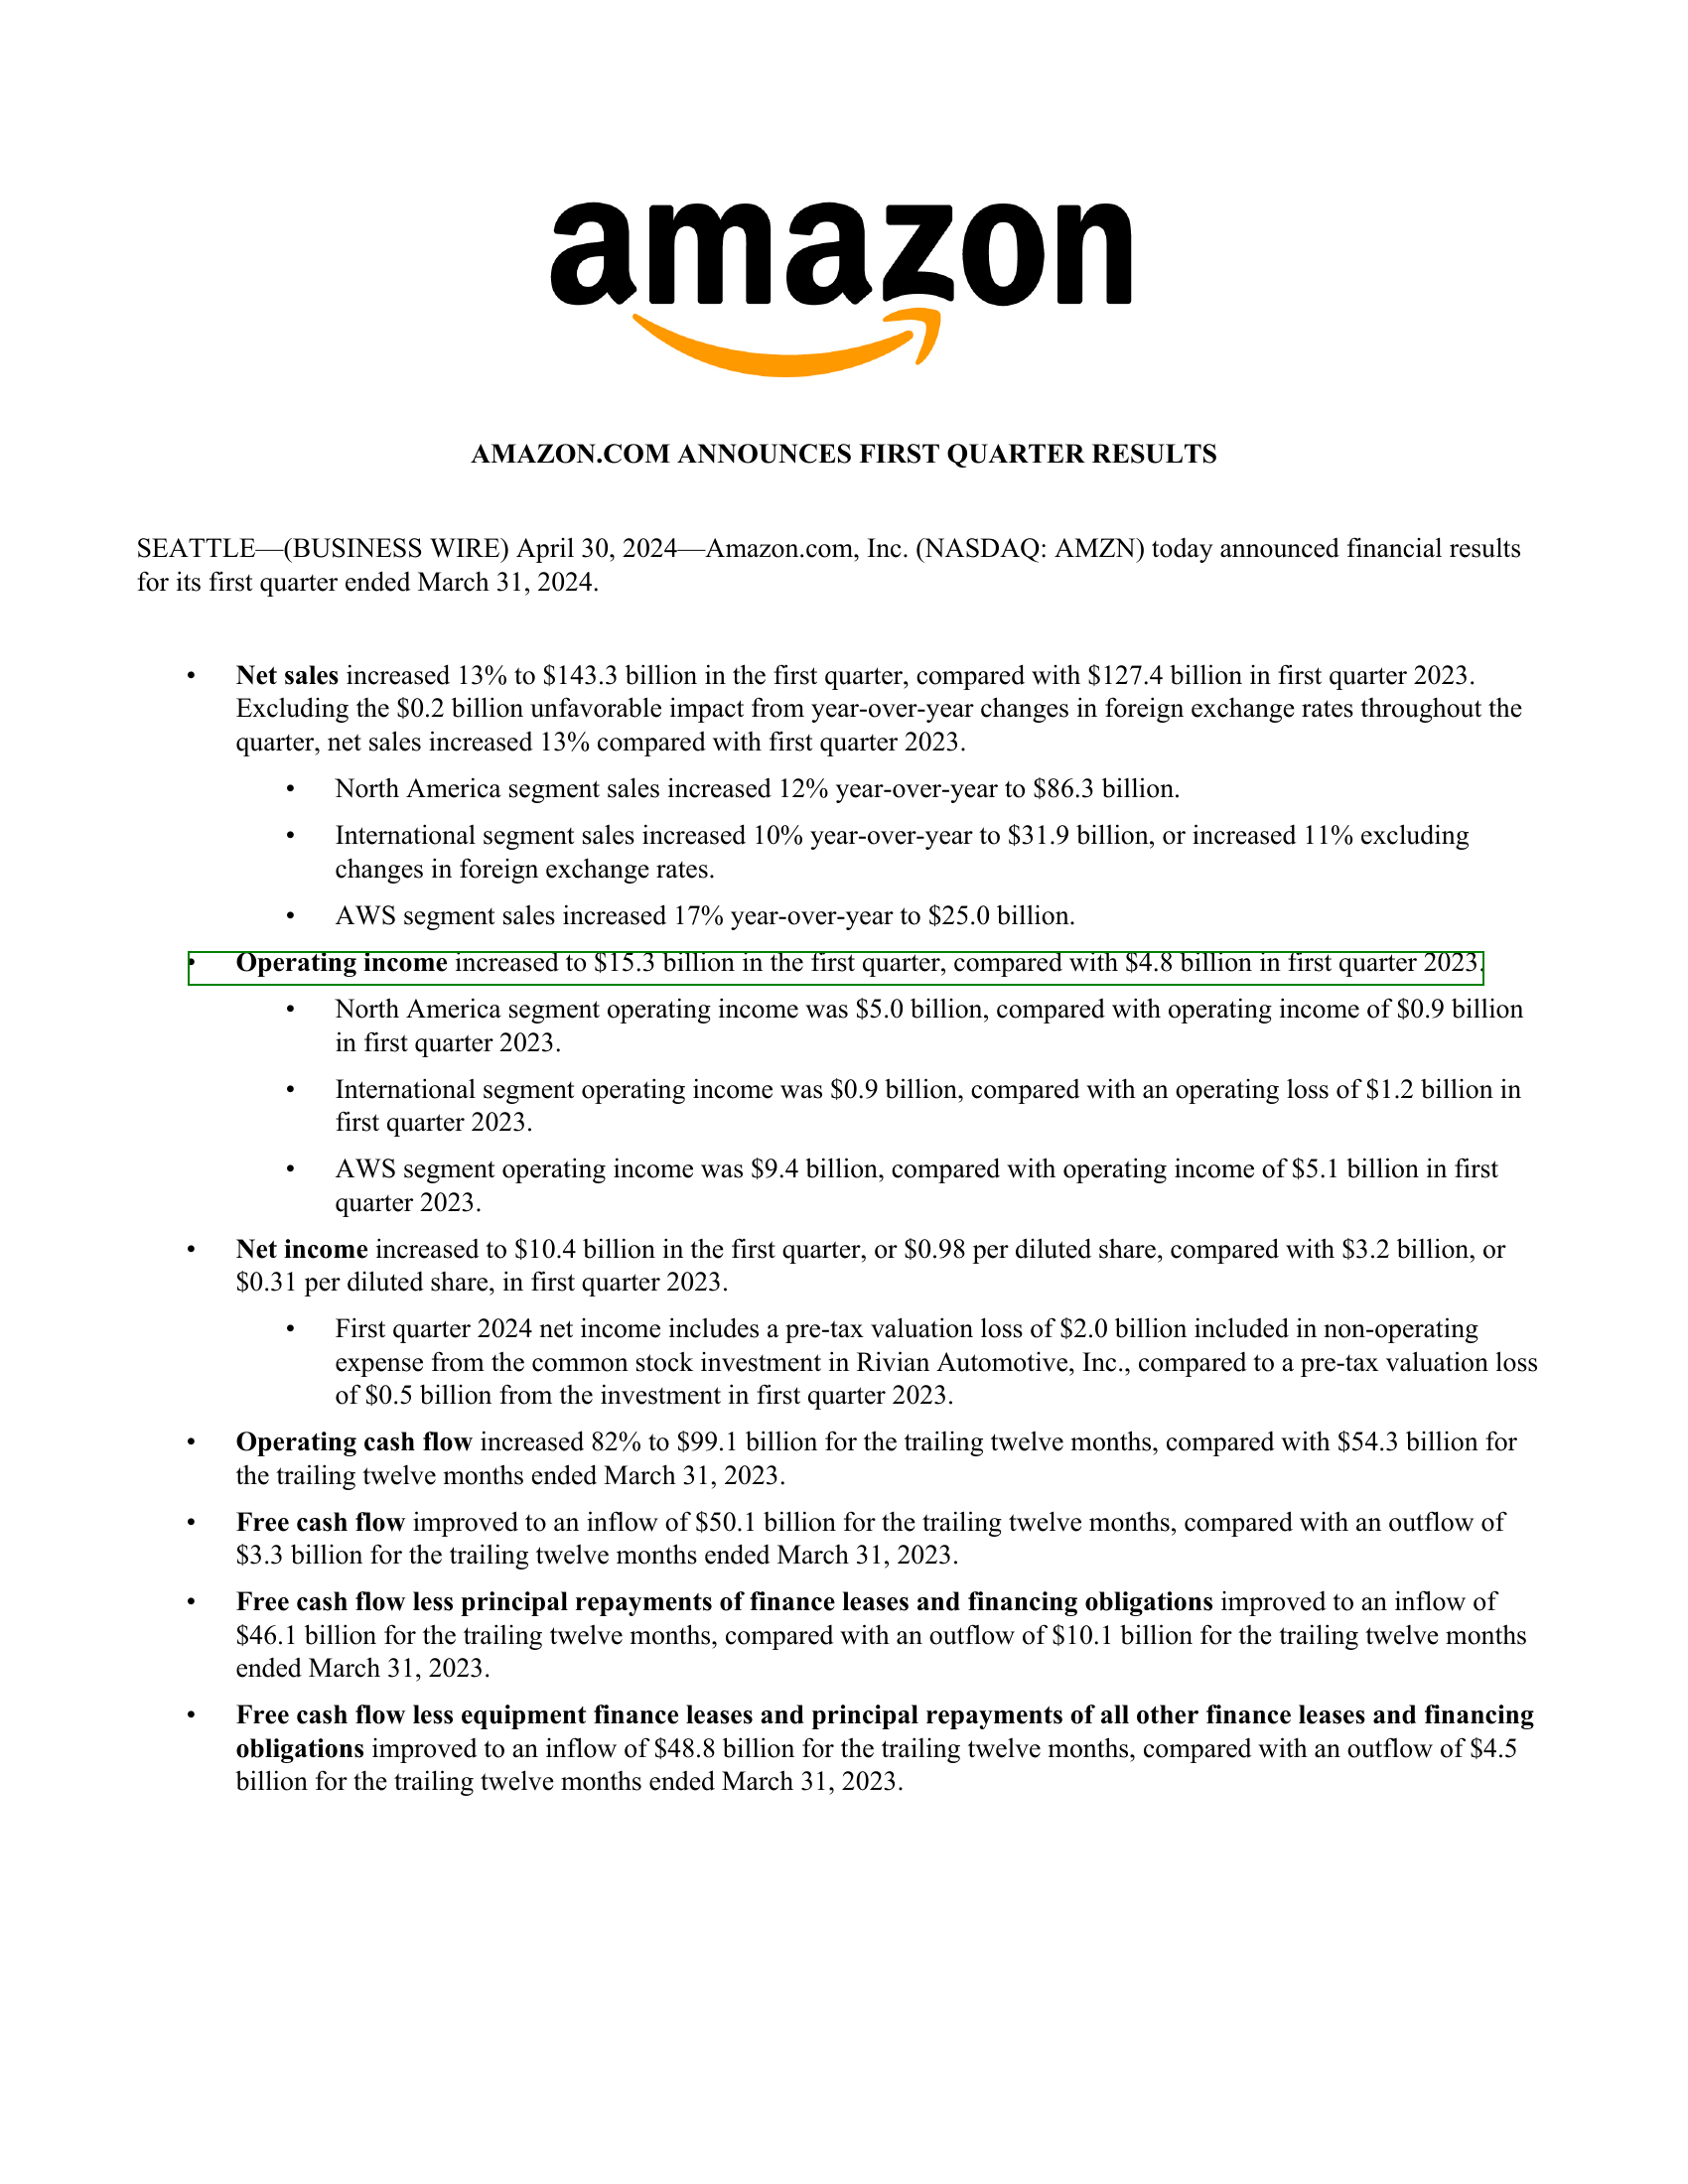 amazon
AMAZON.COM ANNOUNCES FIRST QUARTER RESULTS
SEATTLE—(BUSINESS WIRE) April 30, 2024—Amazon.com, Inc. (NASDAQ: AMZN) today announced financial results
for its first quarter ended March 31, 2024.
• Net sales increased 13% to $143.3 billion in the first quarter, compared with $127.4 billion in first quarter 2023.
Excluding the $0.2 billion unfavorable impact from year-over-year changes in foreign exchange rates throughout the
quarter, net sales increased 13% compared with first quarter 2023.
• North America segment sales increased 12% year-over-year to $86.3 billion.
• International segment sales increased 10% year-over-year to $31.9 billion, or increased 11% excluding
changes in foreign exchange rates.
• AWS segment sales increased 17% year-over-year to $25.0 billion.
• Operating income increased to $15.3 billion in the first quarter, compared with $4.8 billion in first quarter 2023.
• North America segment operating income was $5.0 billion, compared with operating income of $0.9 billion
in first quarter 2023.
• International segment operating income was $0.9 billion, compared with an operating loss of $1.2 billion in
first quarter 2023.
• AWS segment operating income was $9.4 billion, compared with operating income of $5.1 billion in first
quarter 2023.
• Net income increased to $10.4 billion in the first quarter, or $0.98 per diluted share, compared with $3.2 billion, or
$0.31 per diluted share, in first quarter 2023.
• First quarter 2024 net income includes a pre-tax valuation loss of $2.0 billion included in non-operating
expense from the common stock investment in Rivian Automotive, Inc., compared to a pre-tax valuation loss
of $0.5 billion from the investment in first quarter 2023.
• Operating cash flow increased 82% to $99.1 billion for the trailing twelve months, compared with $54.3 billion for
the trailing twelve months ended March 31, 2023.
• Free cash flow improved to an inflow of $50.1 billion for the trailing twelve months, compared with an outflow of
$3.3 billion for the trailing twelve months ended March 31, 2023.
• Free cash flow less principal repayments of finance leases and financing obligations improved to an inflow of
$46.1 billion for the trailing twelve months, compared with an outflow of $10.1 billion for the trailing twelve months
ended March 31, 2023.
• Free cash flow less equipment finance leases and principal repayments of all other finance leases and financing
obligations improved to an inflow of $48.8 billion for the trailing twelve months, compared with an outflow of $4.5
billion for the trailing twelve months ended March 31, 2023.